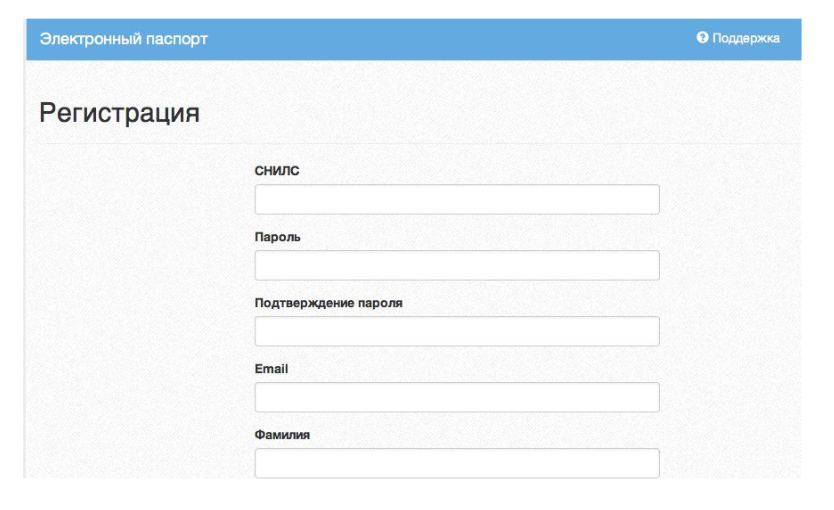 Электронный паспорт
Поддержка
Регистрация
СНИЛС
Пароль
Подтверждение пароля
Email
Фамилия